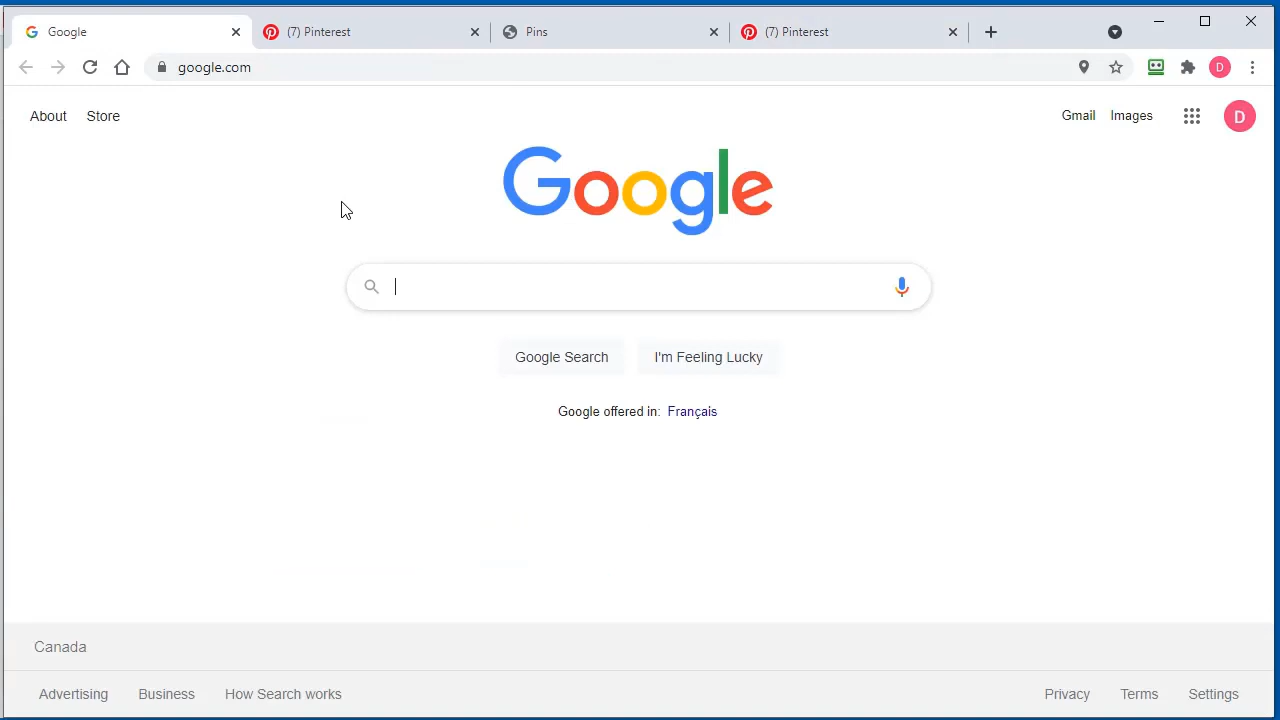 Google
(7) Pinterest
Pins
(7) Pinterest
google.com
D
About
Store
Gmail
Images
D
Google
Google Search
I'm Feeling Lucky
Google offered in: Français
Canada
Advertising
Business
How Search works
Privacy
Terms
Settings